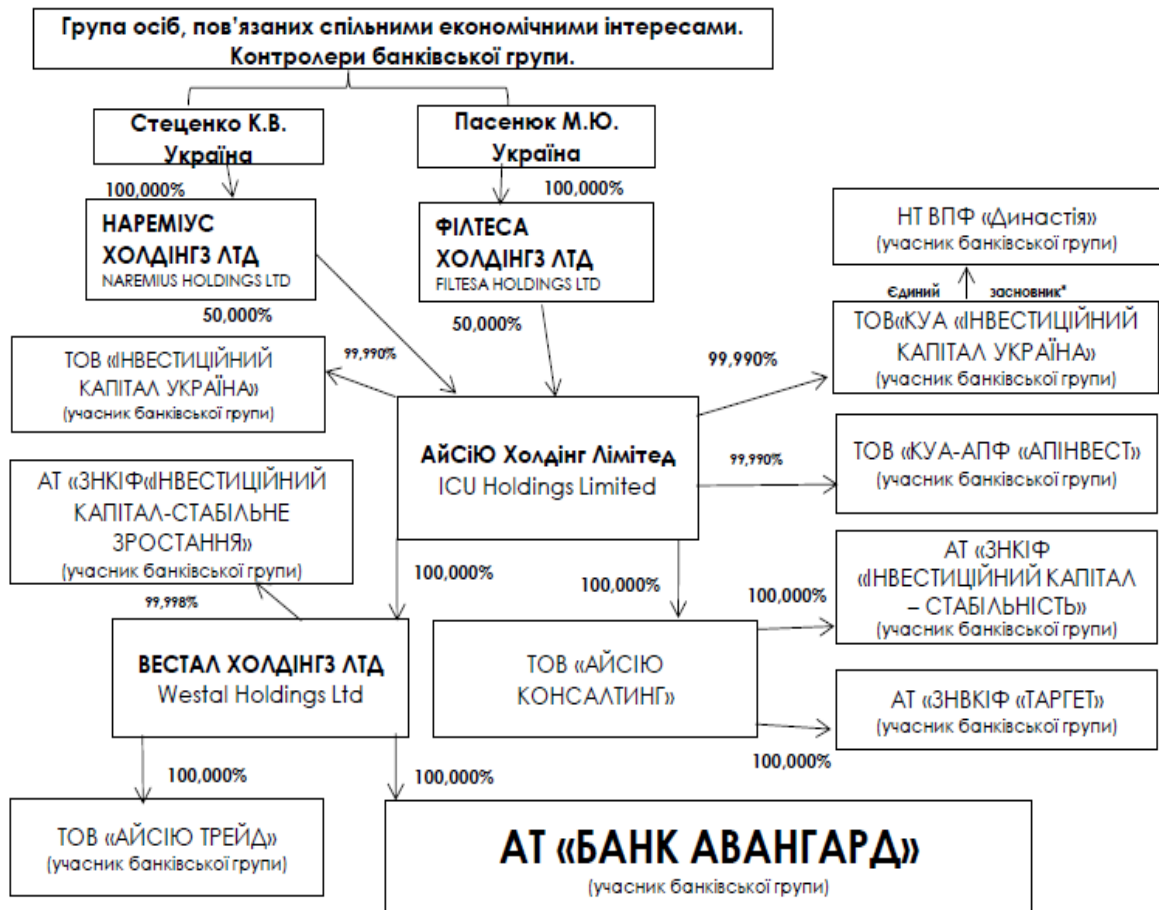 Група осіб, пов’язаних спільними економічними інтересами.
Контролери банківської групи.
Стеценко К.В.
Україна
Пасенюк М.Ю.
Україна
100,000%
100,000%
НАРЕМІУС
ХОЛДІНГЗ ЛТД
NAREMIUS HOLDINGS LTD
ФІЛТЕСА
ХОЛДІНГЗ ЛТД
FILTESA HOLDINGS LTD
НТ ВПФ «Династія»
(учасник банківської групи)
Єдиний засновник*
50,000%
50,000%
ТОВ «ІНВЕСТИЦІЙНИЙ
КАПІТАЛ УКРАЇНА»
(учасник банківської групи)
99,990%
99,990%
ТОВ«КУА «ІНВЕСТИЦІЙНИЙ
КАПІТАЛ УКРАЇНА»
(учасник банківської групи)
АйСіЮ Холдінг Лімітед
ICU Holdings Limited
99,990%
ТОВ «КУА-АПФ «АПІНВЕСТ»
(учасник банківської групи)
АТ «ЗНКІФ«ІНВЕСТИЦІЙНИЙ
КАПІТАЛ-СТАБІЛЬНЕ
ЗРОСТАННЯ»
(учасник банківської групи)
99,998%
100,000%
100,000%
100,000%
АТ «ЗНКІФ
«ІНВЕСТИЦІЙНИЙ КАПІТАЛ
– СТАБІЛЬНІСТЬ»
(учасник банківської групи)
ВЕСТАЛ ХОЛДІНГЗ ЛТД
Westal Holdings Ltd
ТОВ «АЙСІЮ
КОНСАЛТИНГ»
АТ «ЗНВКІФ «ТАРГЕТ»
(учасник банківської групи)
100,000%
100,000%
100,000%
ТОВ «АЙСІЮ ТРЕЙД»
(учасник банківської групи)
АТ «БАНК АВАНГАРД»
(учасник банківської групи)